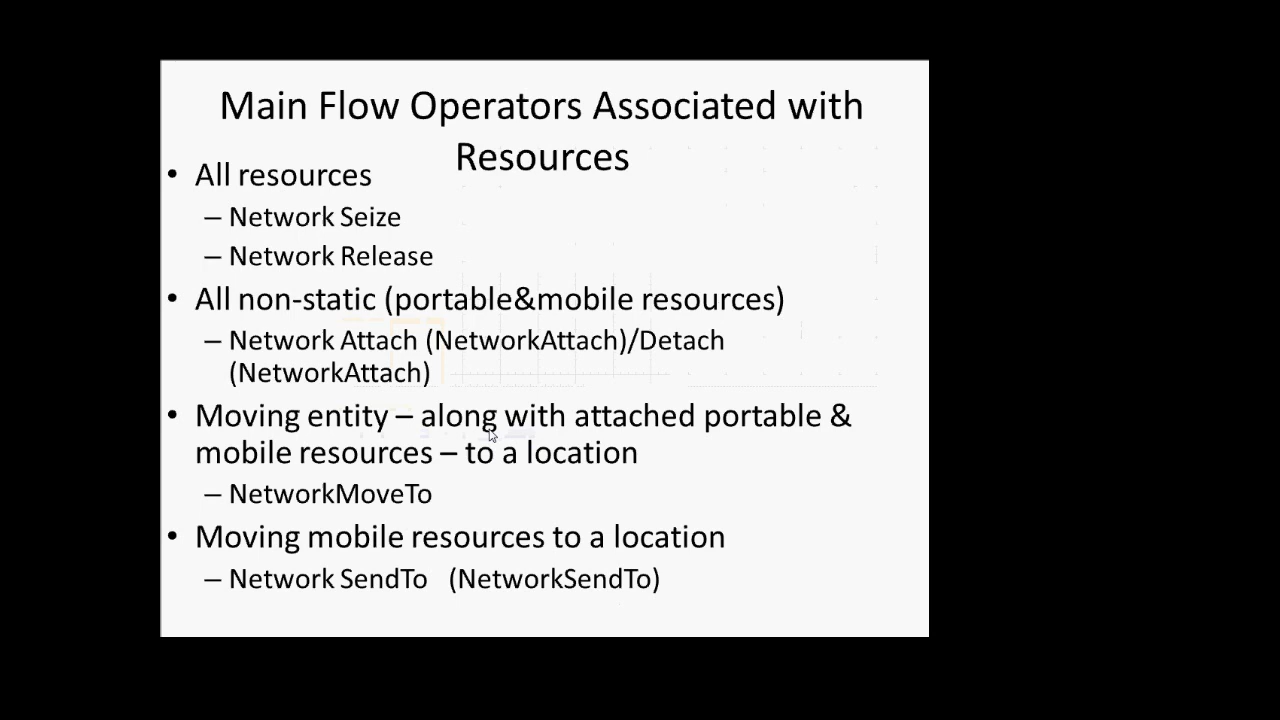 Main Flow Operators Associated with
Resources
• All resources
– Network Seize
– Network Release
• All non-static (portable&mobile resources)
– Network Attach (NetworkAttach)/Detach
(NetworkAttach)
• Moving entity – along with attached portable &
mobile resources – to a location
– NetworkMoveTo
• Moving mobile resources to a location
– Network SendTo (NetworkSendTo)